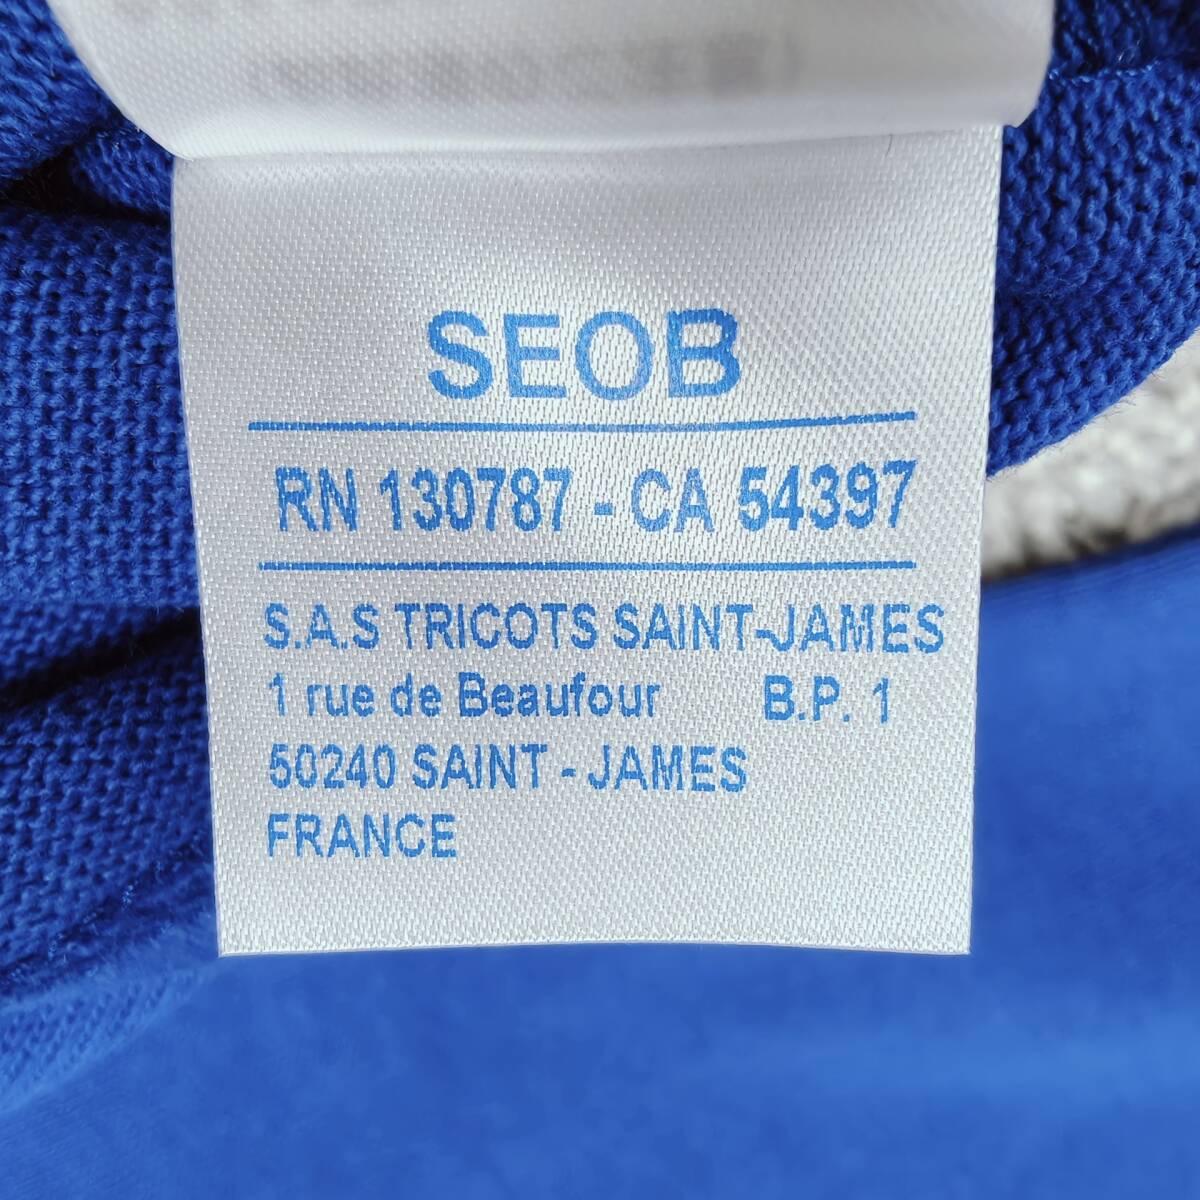 SEOB
RN 130787 - CA 54397
S.A.S TRICOTS SAINT-JAMES
1 rue de Beaufour B.P. 1
50240 SAINT - JAMES
FRANCE